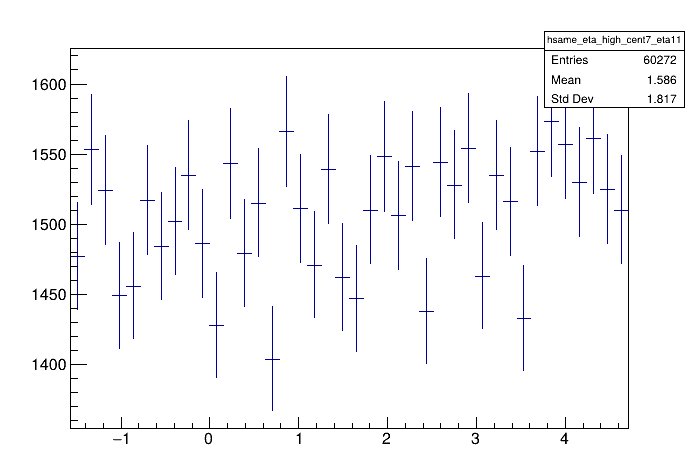 hsame_eta_high_cent7_eta11
Entries 60272
Mean 1.586
Std Dev 1.817
1600
1550
1500
1450
1400
−1 0 1 2 3 4